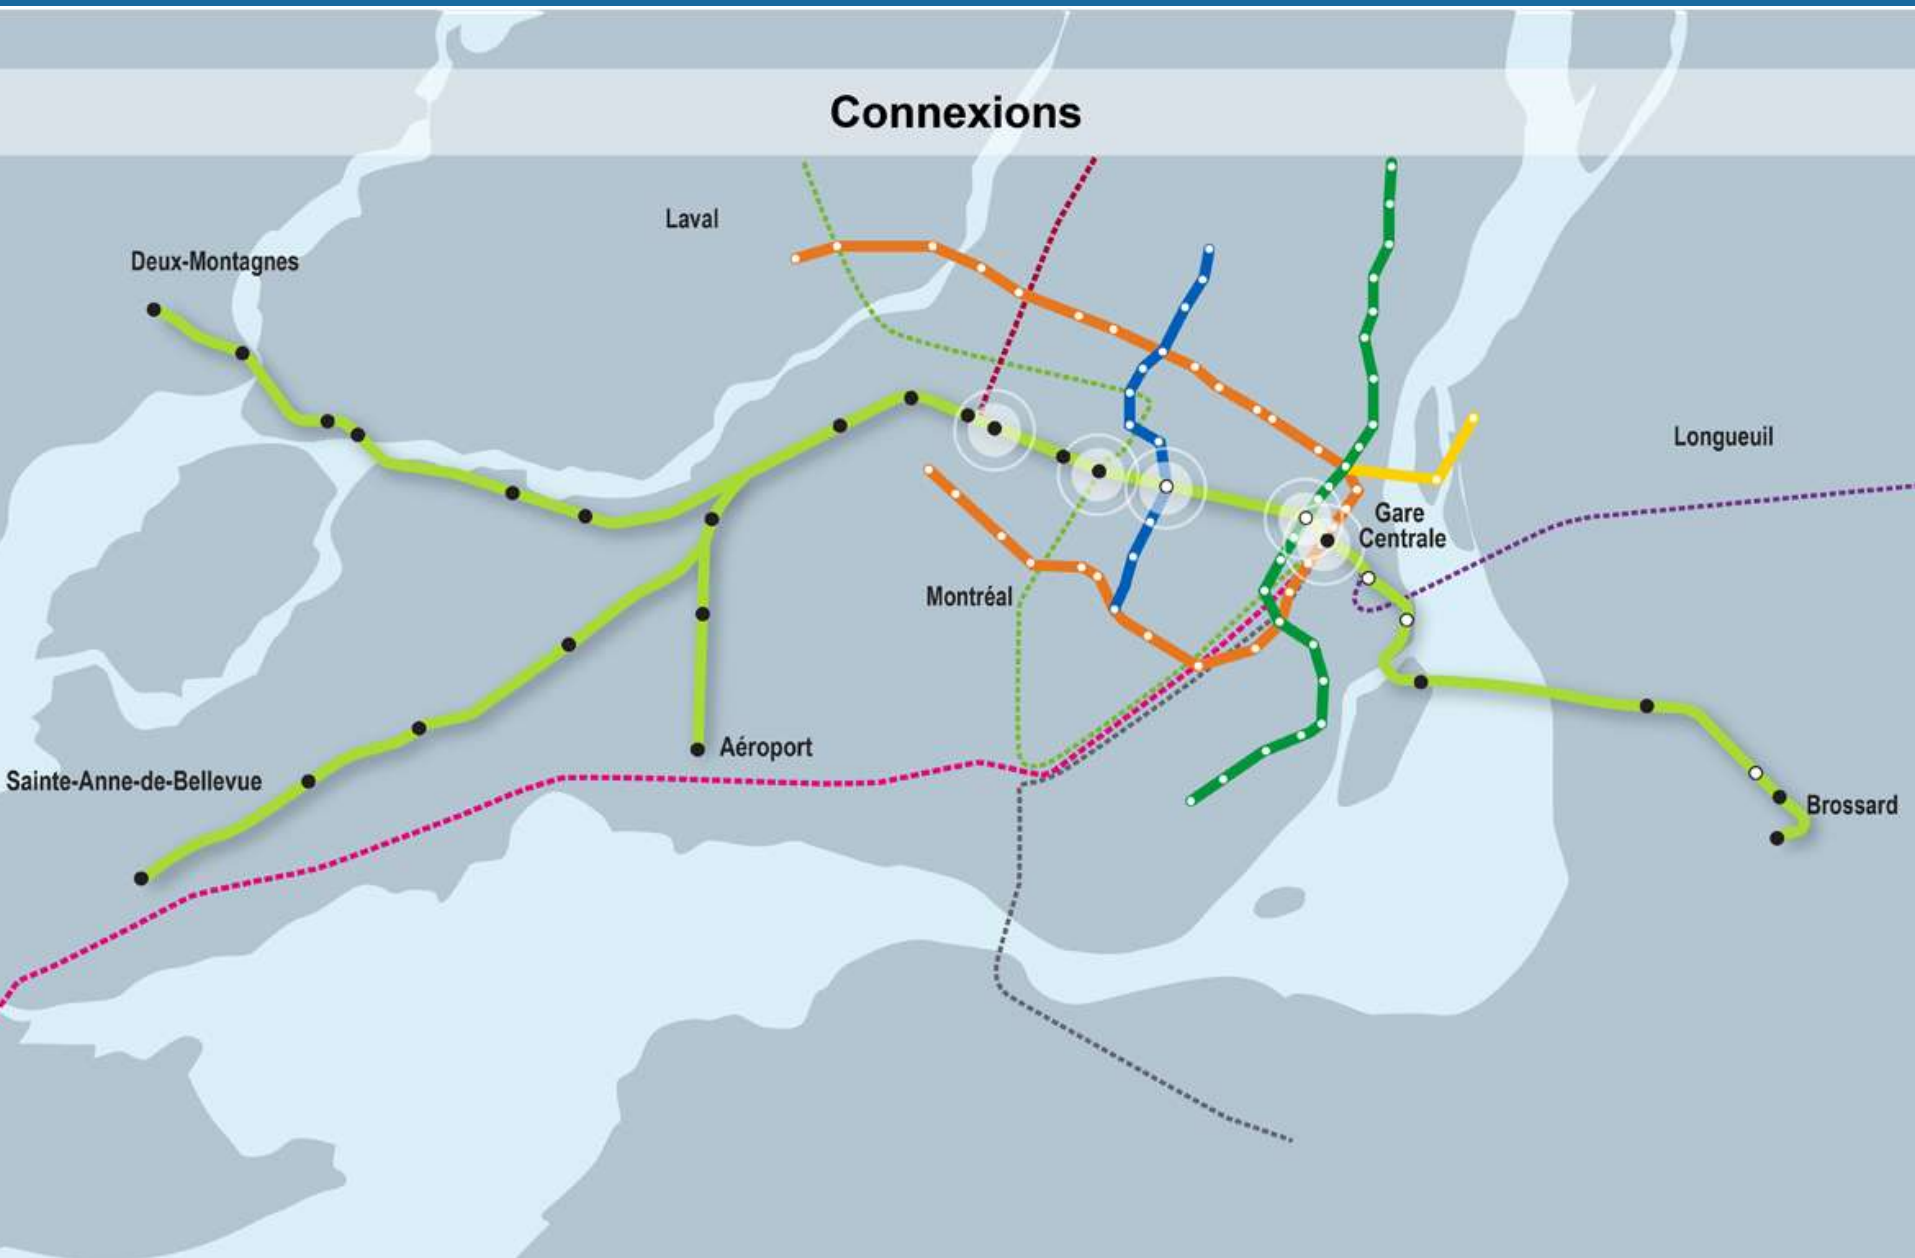 Connexions
Laval
Deux-Montagnes
Longueuil
Gare
Centrale
Montréal
Aéroport
Sainte-Anne-de-Bellevue
Brossard